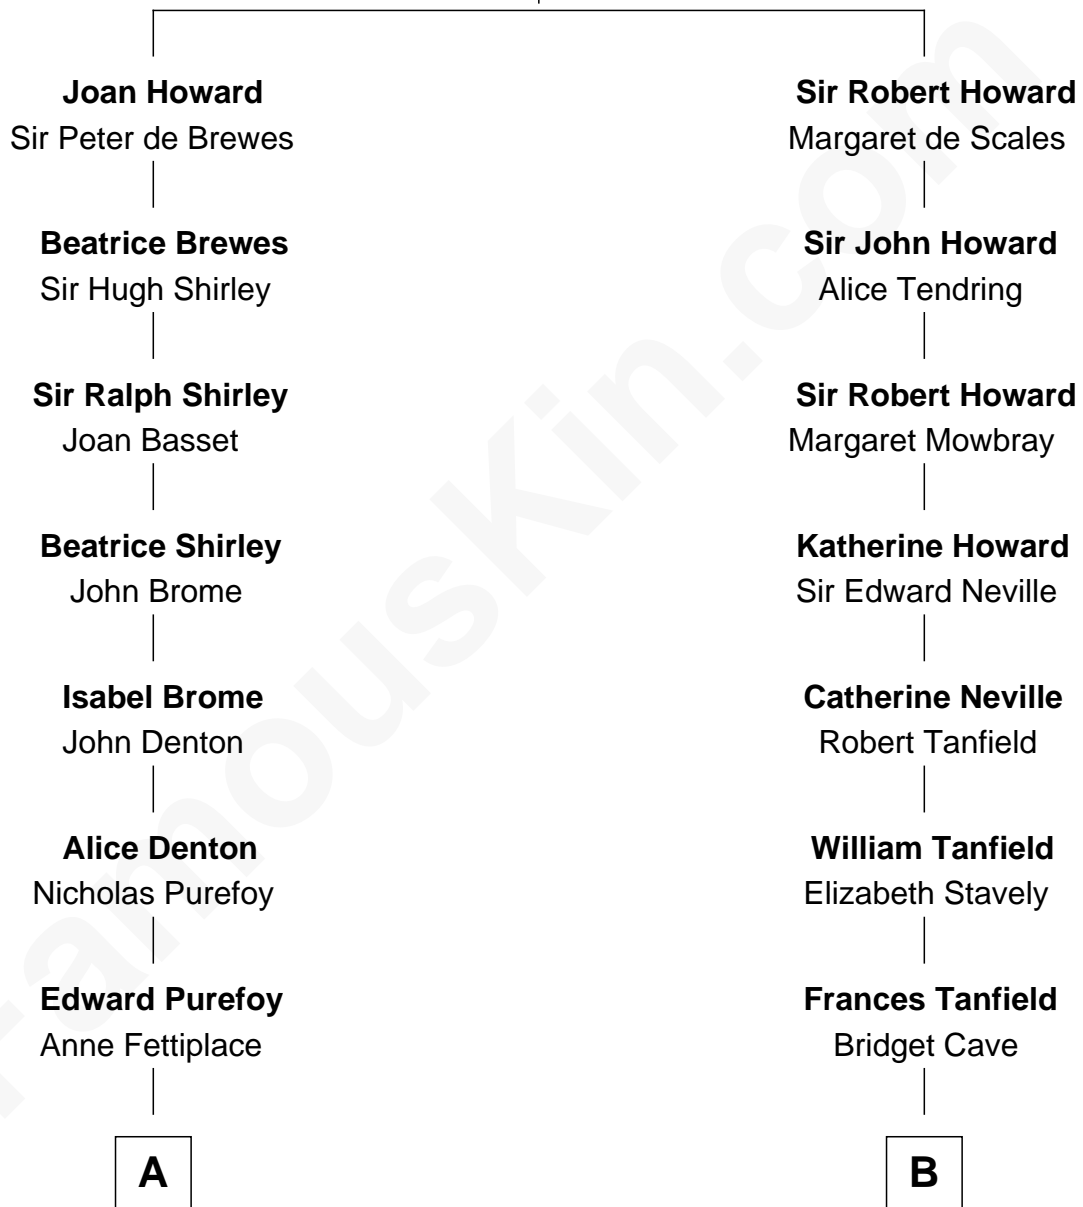 Joan Howard
Sir Peter de Brewes
Beatrice Brewes
Sir Hugh Shirley
Sir Ralph Shirley
Joan Basset
Beatrice Shirley
John Brome
Isabel Brome
John Denton
Alice Denton
Nicholas Purefoy
Edward Purefoy
Anne Fettiplace
A
Sir Robert Howard
Margaret de Scales
Sir John Howard
Alice Tendring
Sir Robert Howard
Margaret Mowbray
Katherine Howard
Sir Edward Neville
Catherine Neville
Robert Tanfield
William Tanfield
Elizabeth Stavely
Frances Tanfield
Bridget Cave
B
FamousKin.com